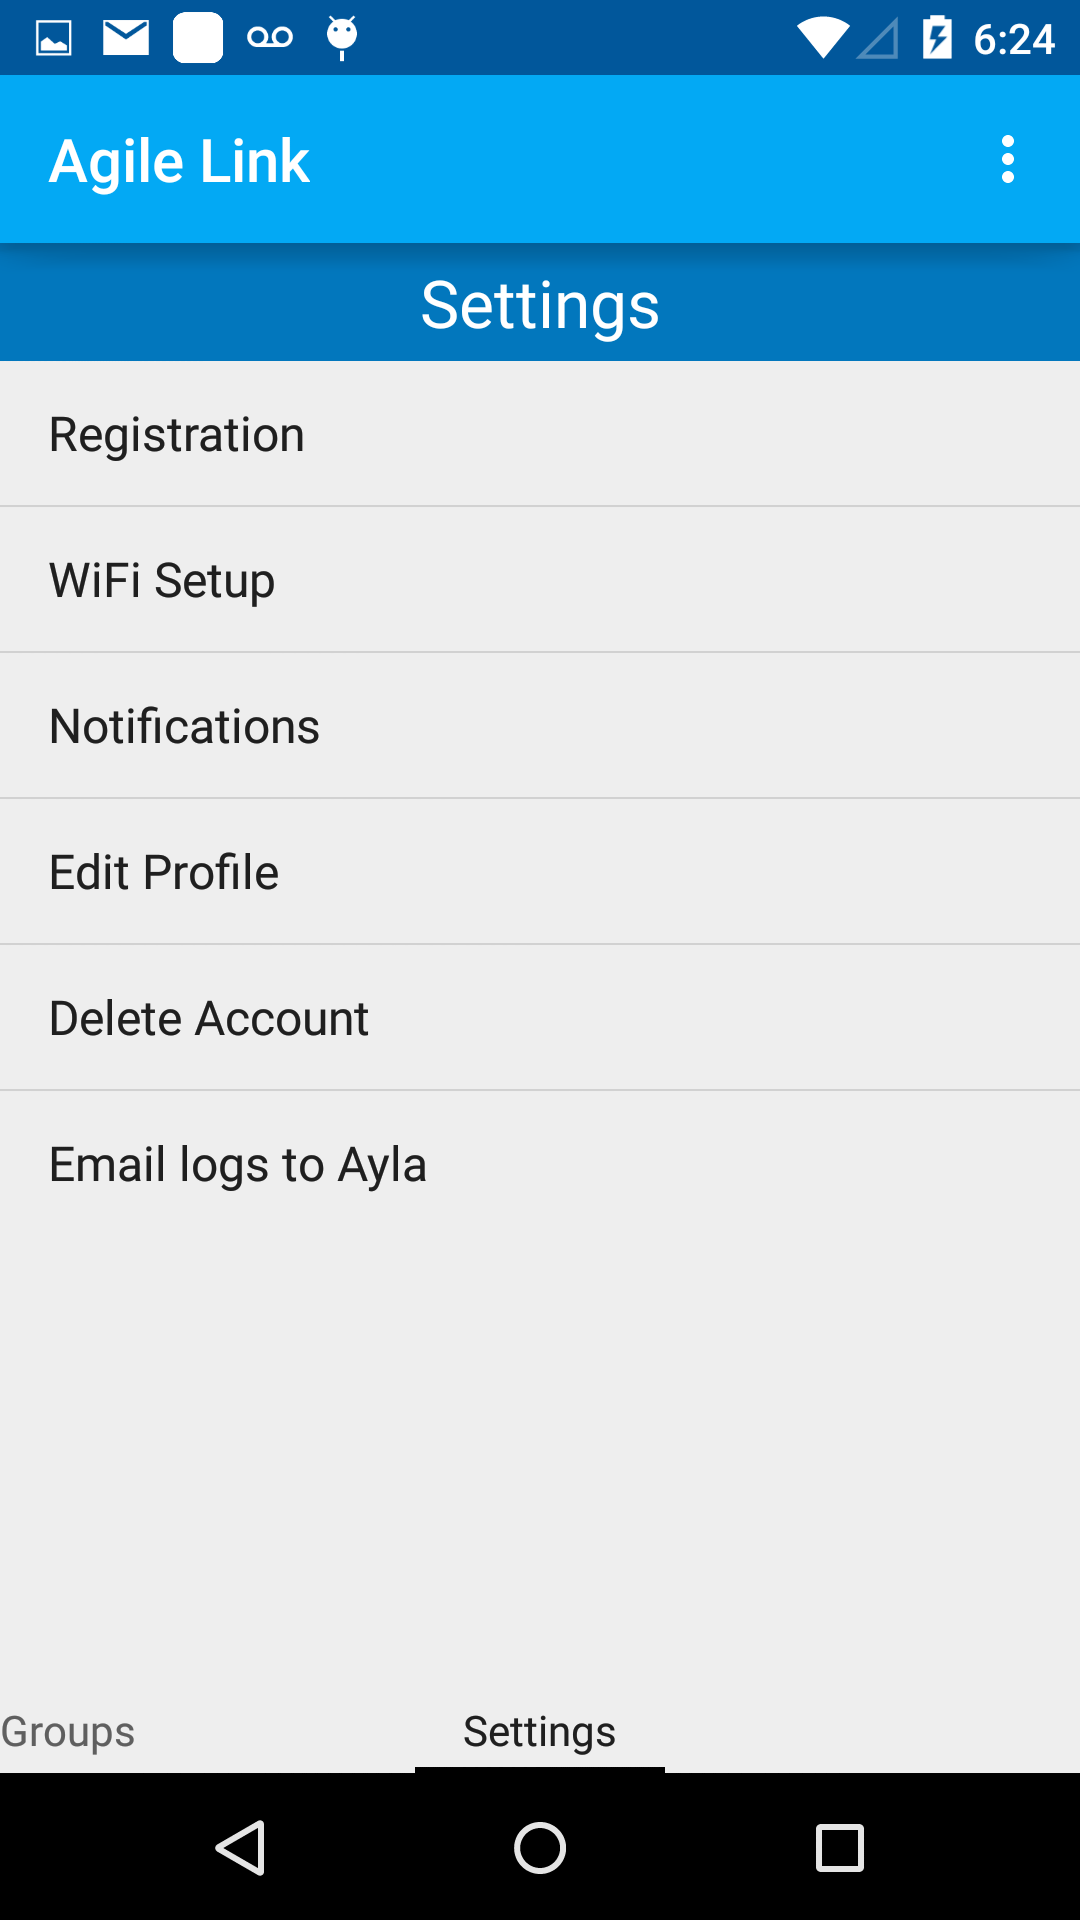 6:24
Agile Link
Settings
Registration
WiFi Setup
Notifications
Edit Profile
Delete Account
Email logs to Ayla
Groups Settings